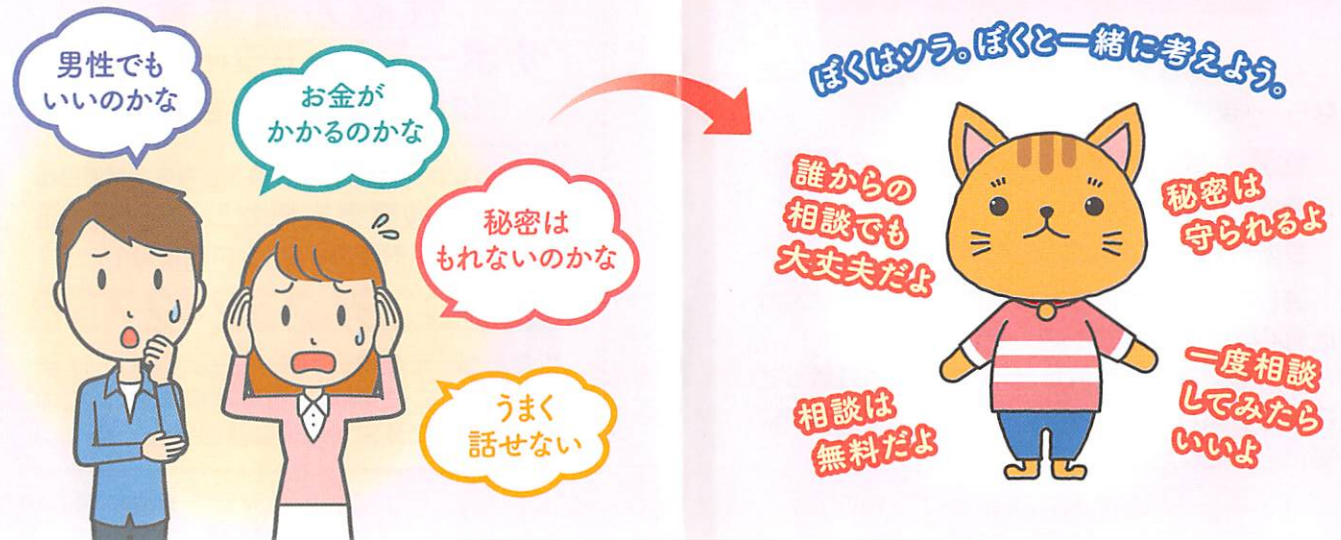 男性でも
いいのかな
お金が
かかるのかな
秘密は
もれないのかな
うまく
話せない
ぼくはソラ。ぼくと一緒に考えよう。
誰からの
相談でも
大丈夫だよ
秘密は
守られるよ
相談は
無料だよ
一度相談
してみたら
いいよ